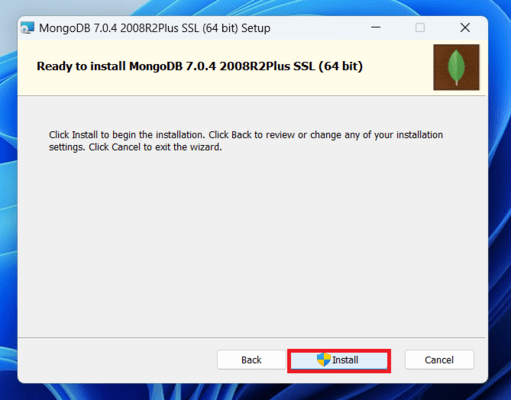 MongoDB 7.0.4 2008R2Plus SSL (64 bit) Setup
Ready to install MongoDB 7.0.4 2008R2Plus SSL (64 bit)
Click Install to begin the installation. Click Back to review or change any of your installation
settings. Click Cancel to exit the wizard.
Back Install Cancel